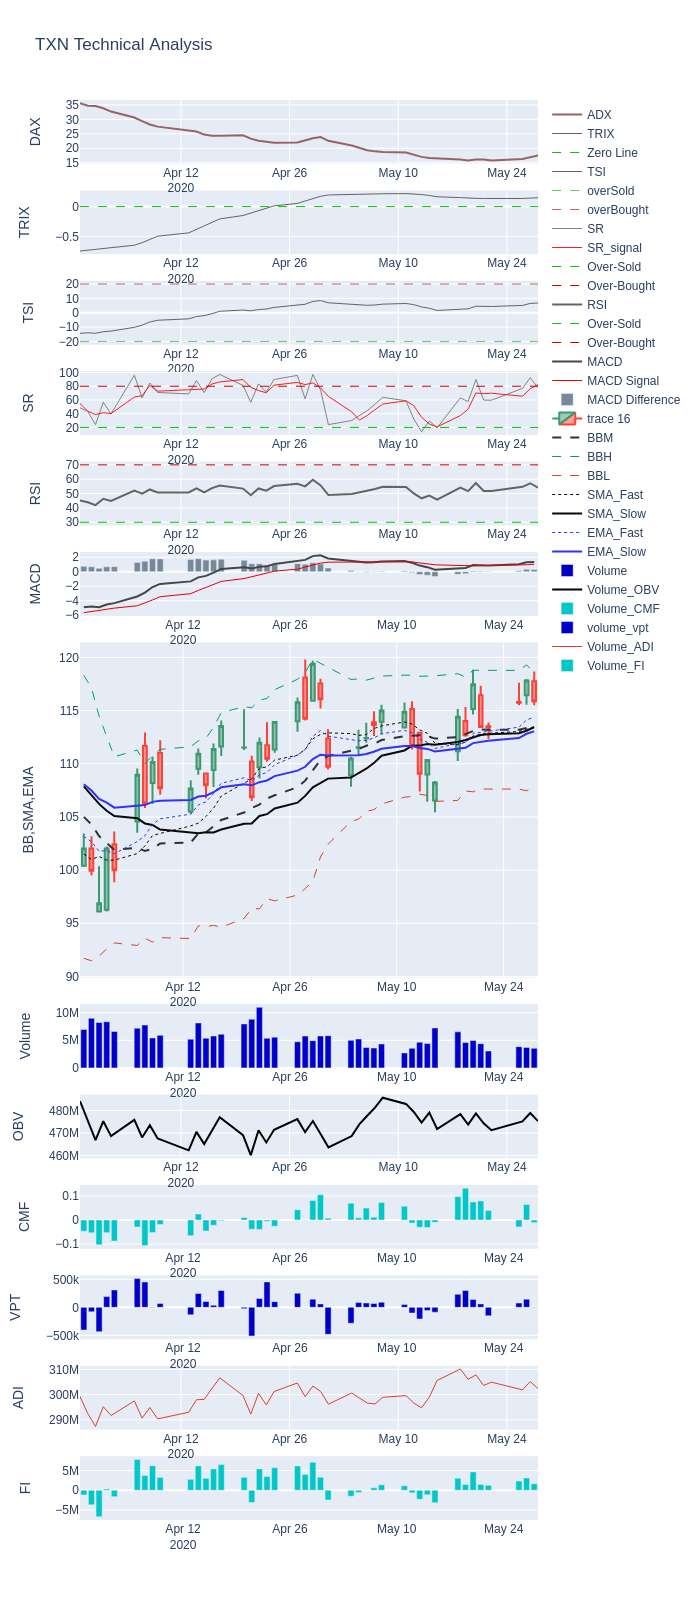 TXN Technical Analysis
DAX
35
30
25
20
15
Apr 12
2020
Apr 26
May 10
May 24
TRIX
0
−0.5
Apr 12
2020
Apr 26
May 10
May 24
TSI
20
10
0
−10
−20
Apr 12
2020
Apr 26
May 10
May 24
SR
100
80
60
40
20
Apr 12
2020
Apr 26
May 10
May 24
RSI
70
60
50
40
30
Apr 12
2020
Apr 26
May 10
May 24
MACD
2
0
−2
−4
−6
Apr 12
2020
Apr 26
May 10
May 24
BB,SMA,EMA
120
115
110
105
100
95
90
Apr 12
2020
Apr 26
May 10
May 24
Volume
10M
5M
0
Apr 12
2020
Apr 26
May 10
May 24
OBV
480M
470M
460M
Apr 12
2020
Apr 26
May 10
May 24
CMF
0.1
0
−0.1
Apr 12
2020
Apr 26
May 10
May 24
VPT
500k
0
−500k
Apr 12
2020
Apr 26
May 10
May 24
ADI
310M
300M
290M
Apr 12
2020
Apr 26
May 10
May 24
FI
5M
0
−5M
Apr 12
2020
Apr 26
May 10
May 24
ADX
TRIX
Zero Line
TSI
overSold
overBought
SR
SR_signal
Over-Sold
Over-Bought
RSI
Over-Sold
Over-Bought
MACD
MACD Signal
MACD Difference
trace 16
BBM
BBH
BBL
SMA_Fast
SMA_Slow
EMA_Fast
EMA_Slow
Volume
Volume_OBV
Volume_CMF
volume_vpt
Volume_ADI
Volume_FI